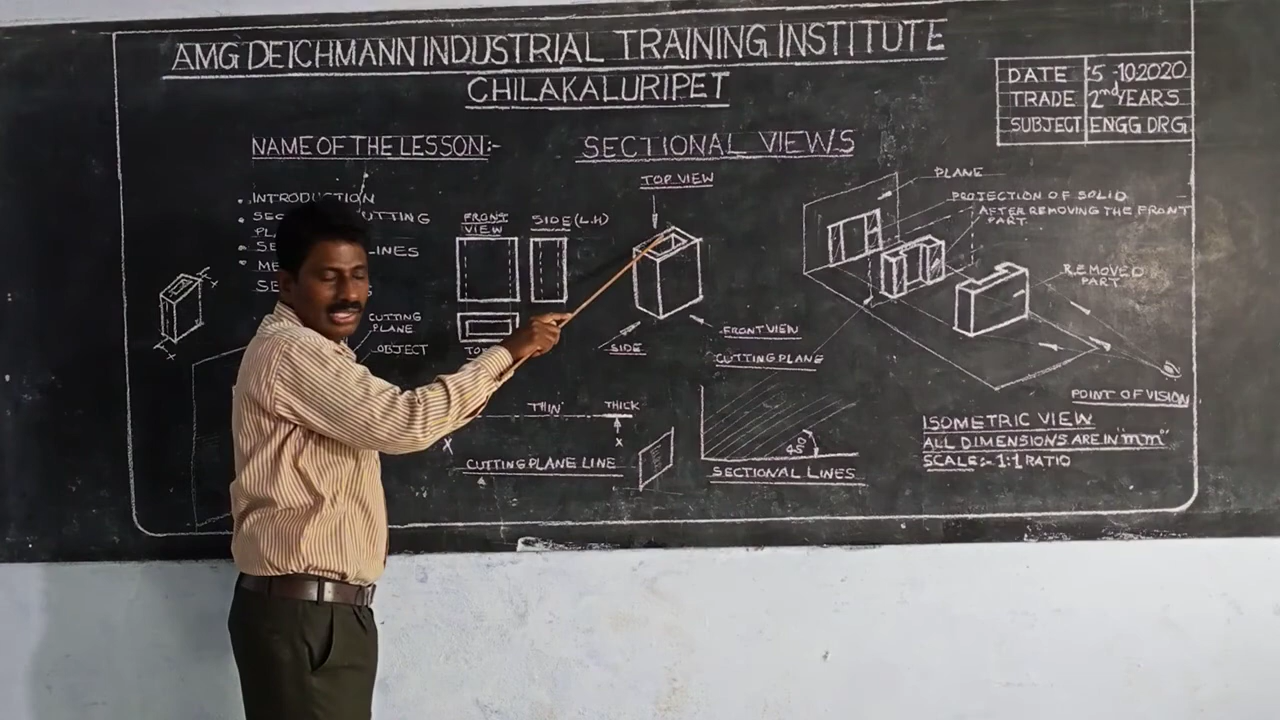 AMG DEICHMANN INDUSTRIAL TRAINING INSTITUTE
CHILAKALURIPET
DATE :5-10.2020
TRADE 2nd YEARS
SUBJECT ENGG DRG
NAME OF THE LESSON:-
SECTIONAL VIEWS
INTRODUCTION
CUTTING
LINES
FRONT VIEW
SIDE (L.H)
TOP VIEW
FRONT VIEW
SIDE
CUTTING PLANE
OBJECT
X
X
THIN
THICK
X
X
CUTTING PLANE LINE
CUTTING PLANE
45°
SECTIONAL LINES
PLANE
PROJECTION OF SOLID
AFTER REMOVING THE FRONT
PART
REMOVED
PART
POINT OF VISION
ISOMETRIC VIEW
ALL DIMENSIONS ARE IN "mm"
SCALE:- 1:1 RATIO